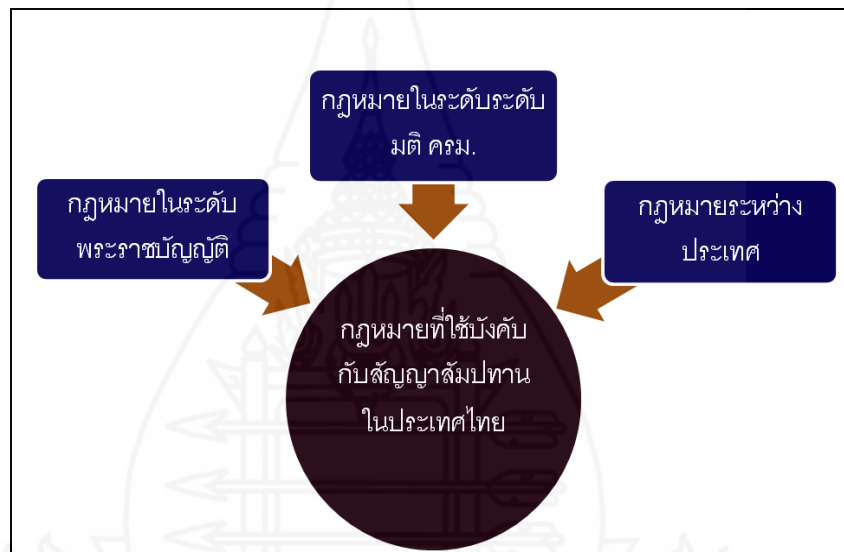 กฎหมายในระดับระดับ
มติ ครม.
กฎหมายในระดับ
พระราชบัญญัติ
กฎหมายระหว่าง
ประเทศ
กฎหมายที่ใช้บังคับ
กับสัญญาสัมปทาน
ในประเทศไทย